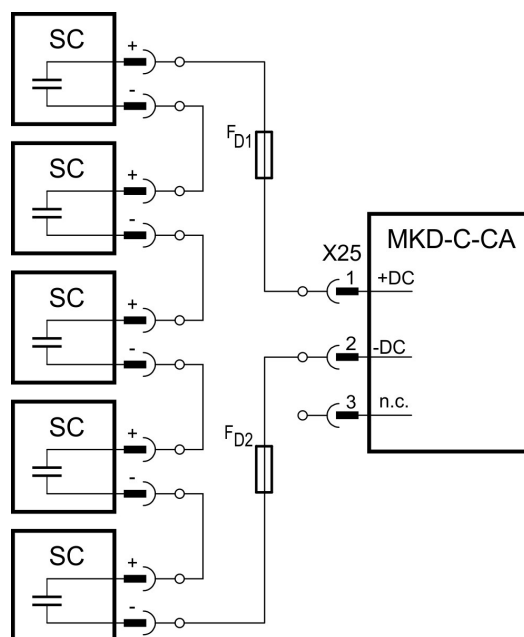 SC
+
-
SC
+
-
SC
+
-
SC
+
-
SC
+
-
FD1
FD2
X25
MKD-C-CA
1 +DC
2 -DC
3 n.c.